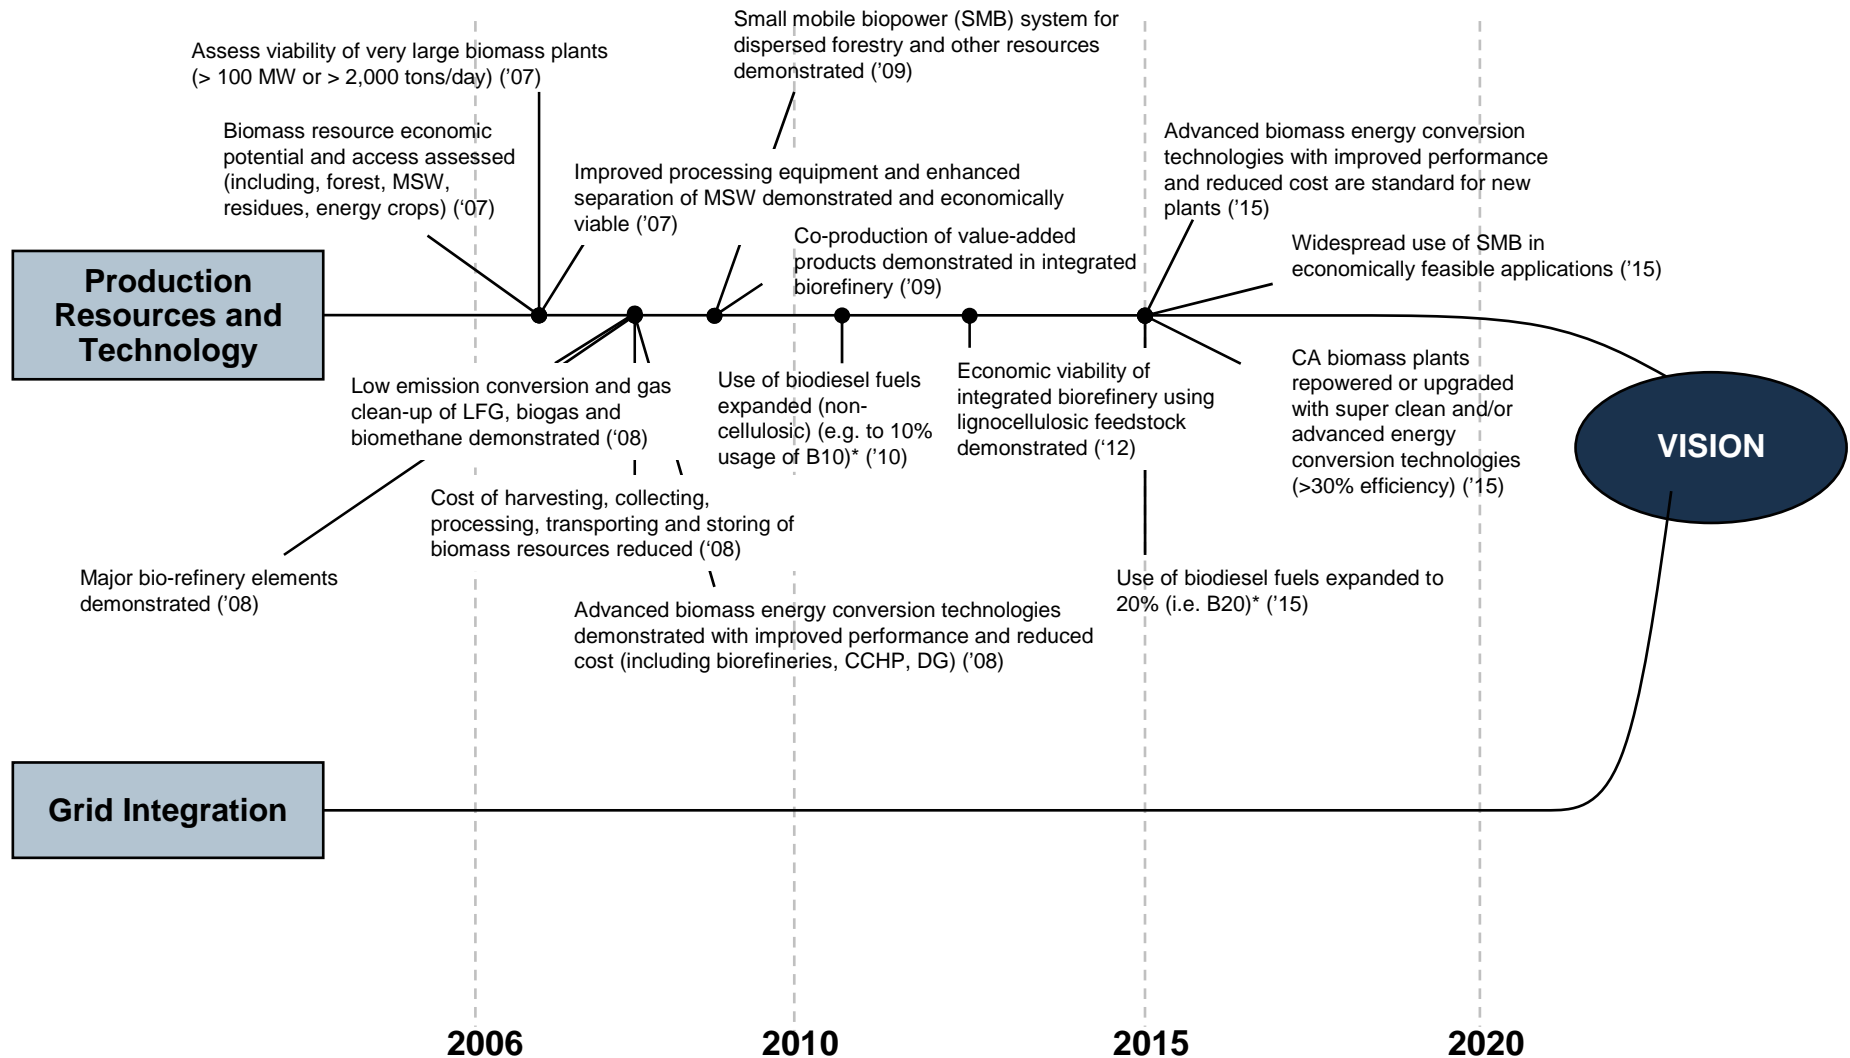 Small mobile biopower (SMB) system for
dispersed forestry and other resources
demonstrated (’09)
Assess viability of very large biomass plants
(> 100 MW or > 2,000 tons/day) (’07)
Biomass resource economic
potential and access assessed
(including, forest, MSW,
residues, energy crops) (‘07)
Improved processing equipment and enhanced
separation of MSW demonstrated and economically
viable (’07)
Advanced biomass energy conversion
technologies with improved performance
and reduced cost are standard for new
plants (’15)
Co-production of value-added
products demonstrated in integrated
biorefinery (’09)
Widespread use of SMB in
economically feasible applications (’15)
Production
Resources and
Technology
Low emission conversion and gas
clean-up of LFG, biogas and
biomethane demonstrated (‘08)
Use of biodiesel fuels
expanded (non-
cellulosic) (e.g. to 10%
usage of B10)* (’10)
Economic viability of
integrated biorefinery using
lignocellulosic feedstock
demonstrated (‘12)
CA biomass plants
repowered or upgraded
with super clean and/or
advanced energy
conversion technologies
(>30% efficiency) (’15)
VISION
Cost of harvesting, collecting,
processing, transporting and storing of
biomass resources reduced (‘08)
Major bio-refinery elements
demonstrated (’08)
Use of biodiesel fuels expanded to
20% (i.e. B20)* (’15)
Advanced biomass energy conversion technologies
demonstrated with improved performance and reduced
cost (including biorefineries, CCHP, DG) (’08)
Grid Integration
2006
2010
2015
2020